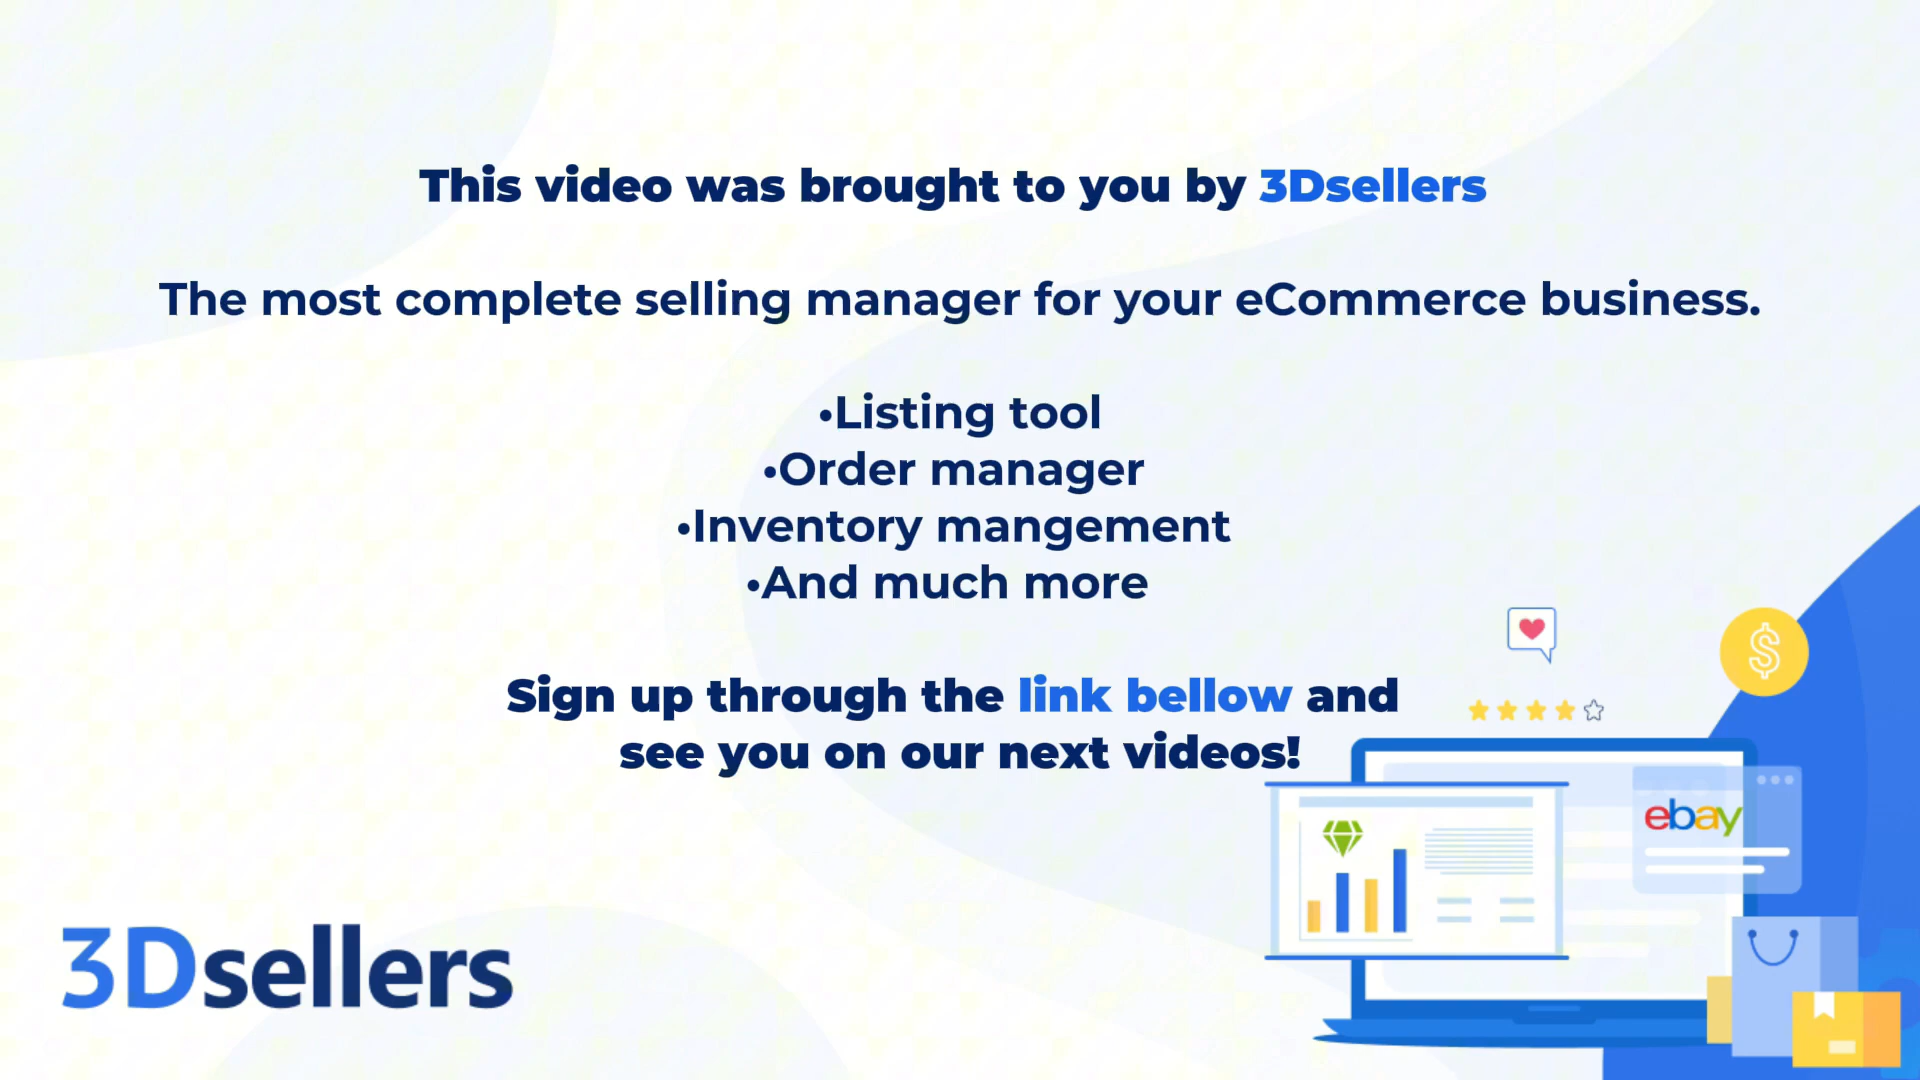 This video was brought to you by 3Dsellers
The most complete selling manager for your eCommerce business.
•Listing tool
•Order manager
•Inventory mangement
•And much more
Sign up through the link bellow and
see you on our next videos!
$
ebay
3Dsellers